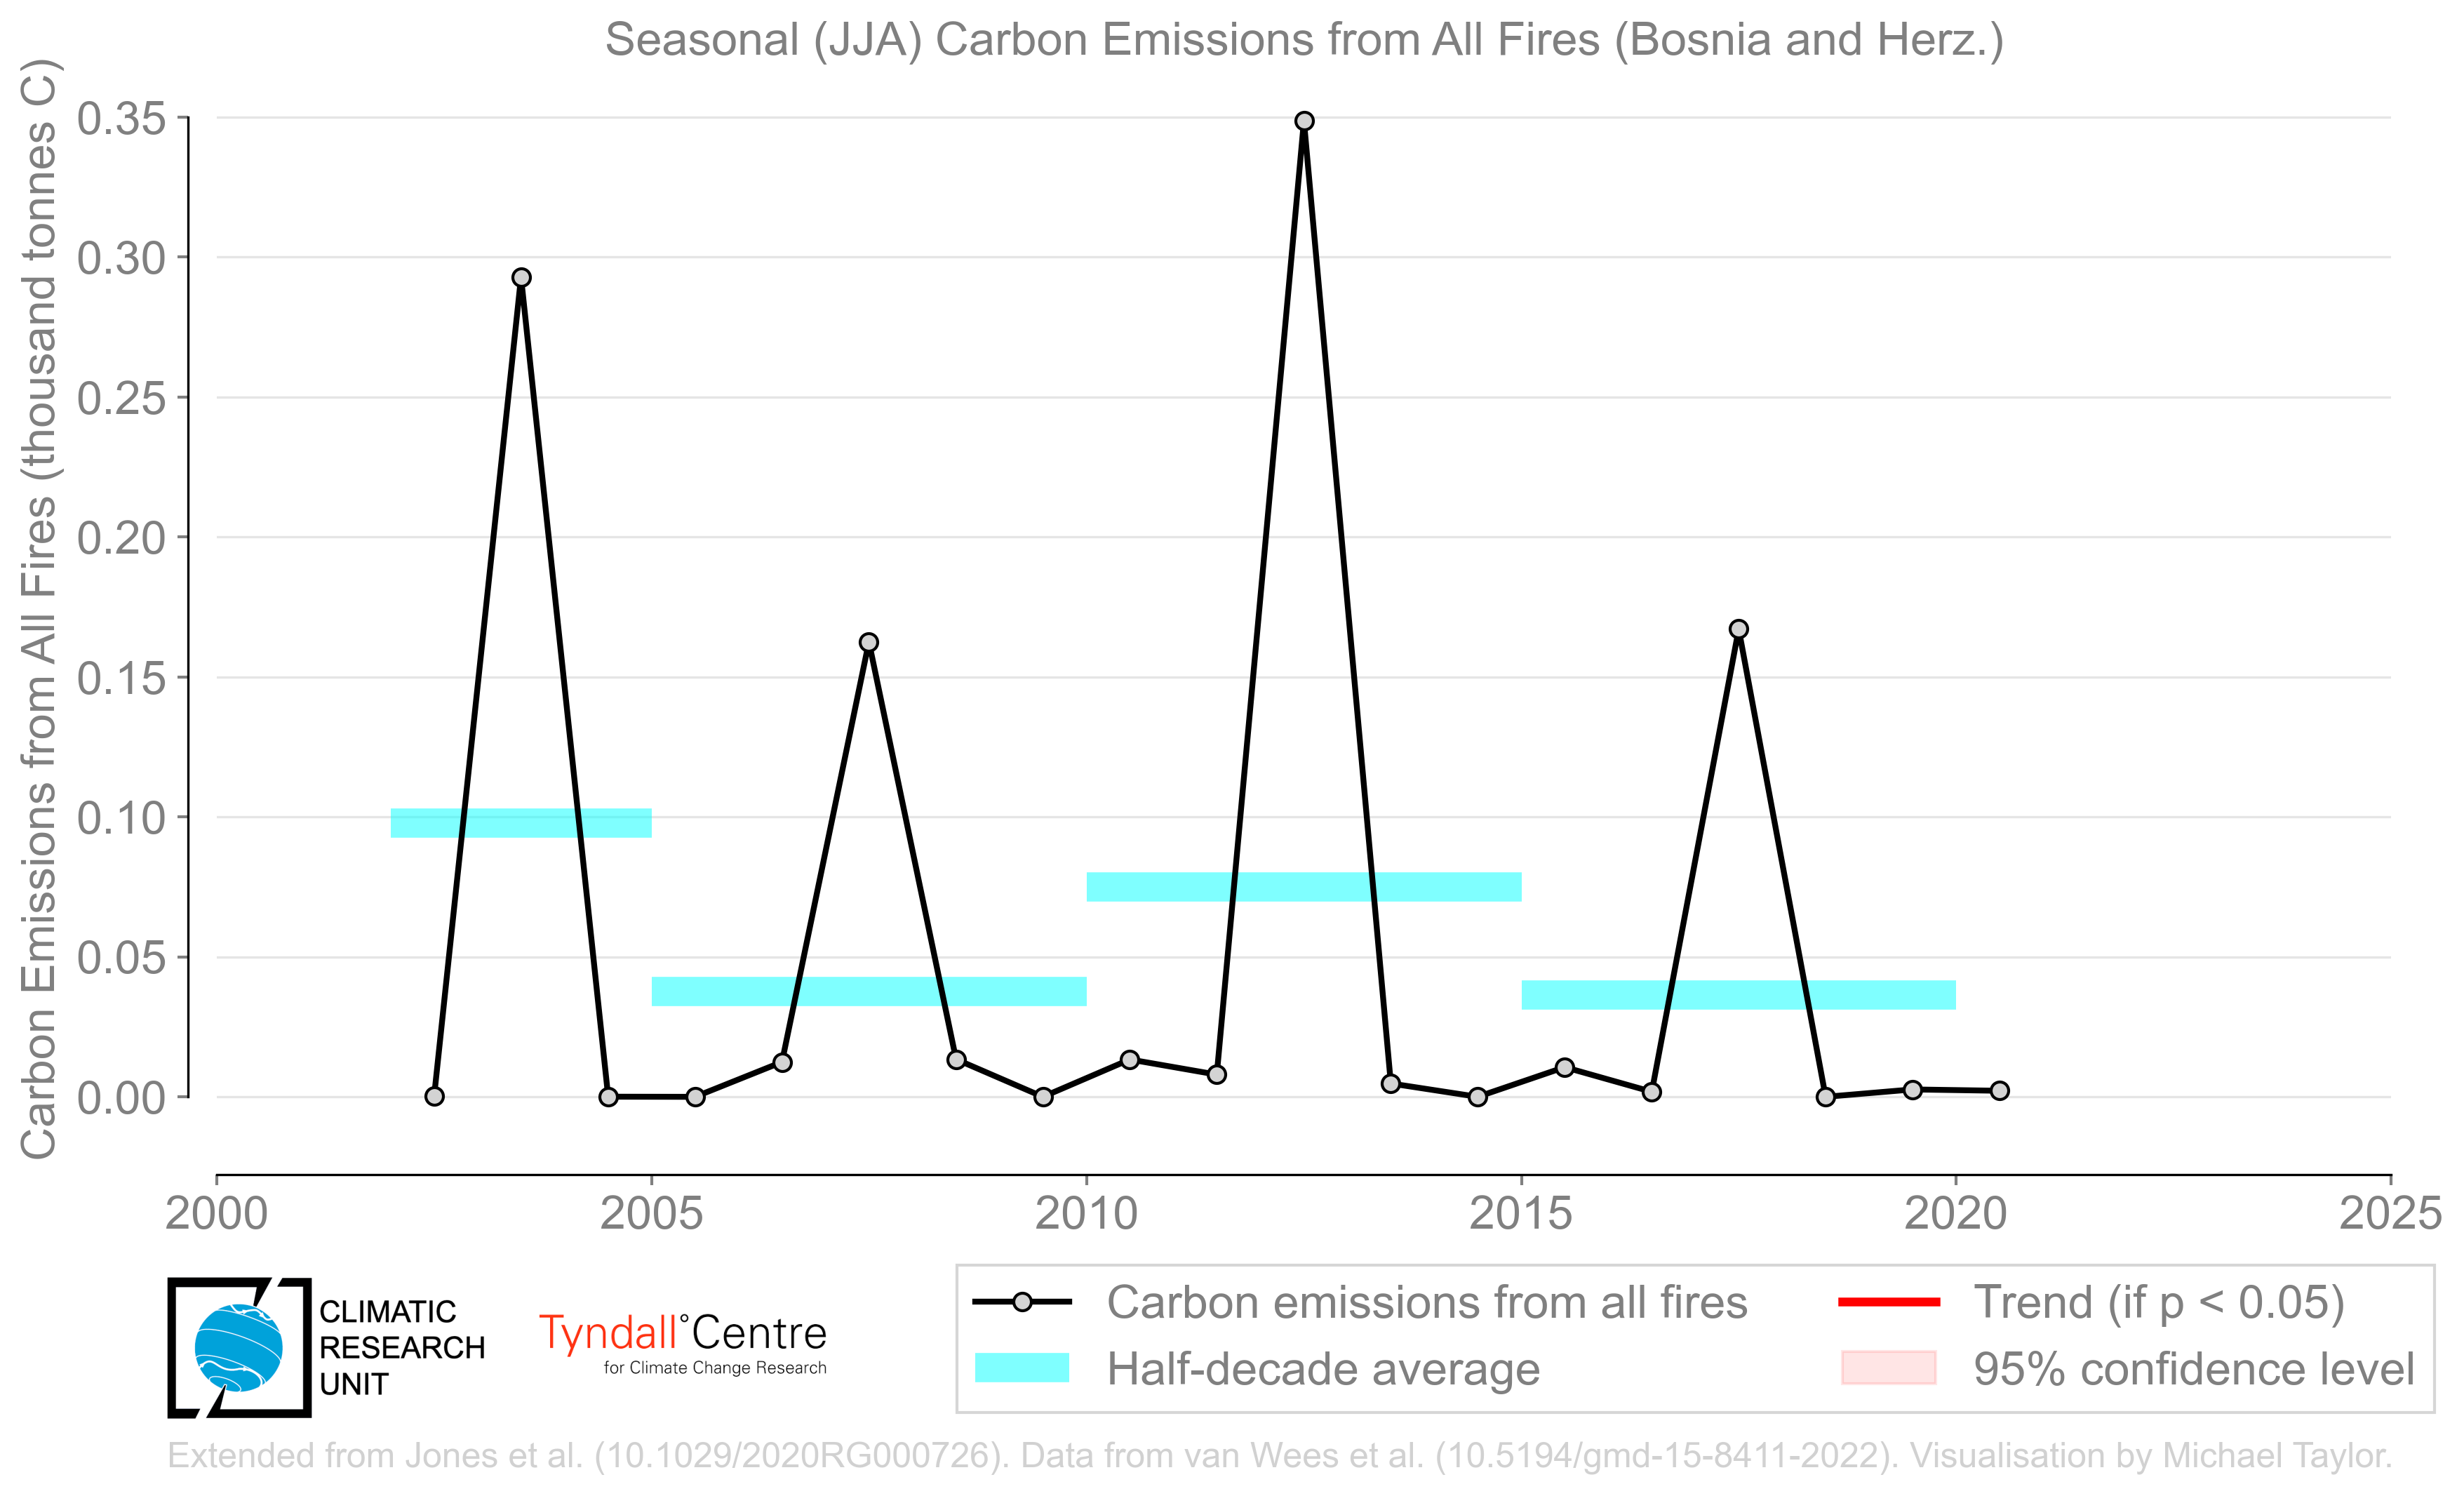 Seasonal (JJA) Carbon Emissions from All Fires (Bosnia and Herz.)
Carbon Emissions from All Fires (thousand tonnes C)
0.35
0.30
0.25
0.20
0.15
0.10
0.05
0.00
2000 2005 2010 2015 2020 2025
CLIMATIC
RESEARCH
UNIT
Tyndall°Centre
for Climate Change Research
Carbon emissions from all fires
Half-decade average
Trend (if p < 0.05)
95% confidence level
Extended from Jones et al. (10.1029/2020RG000726). Data from van Wees et al. (10.5194/gmd-15-8411-2022). Visualisation by Michael Taylor.